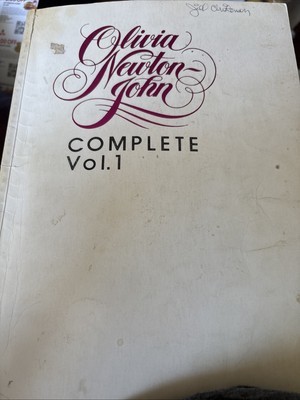 Olivia
Newton-
John
COMPLETE
Vol.1